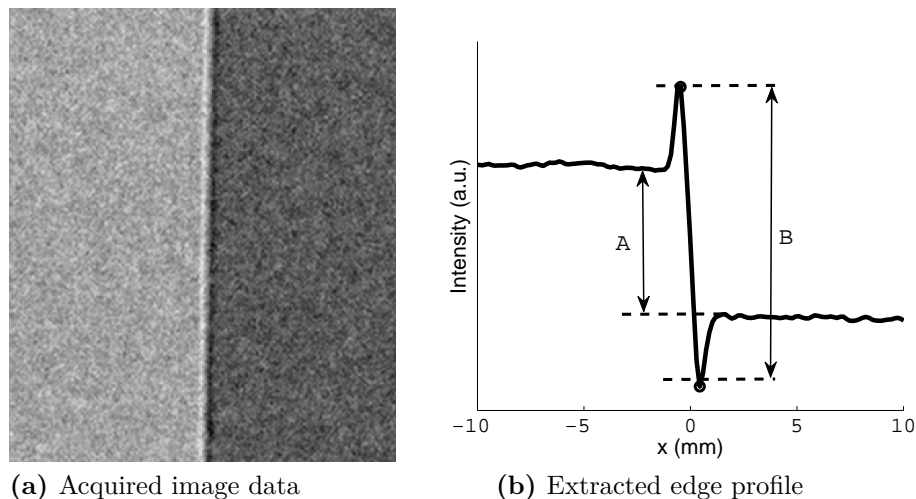 Intensity (a.u.)
A
B
−10
−5
0
5
10
x (mm)
(a) Acquired image data
(b) Extracted edge profile